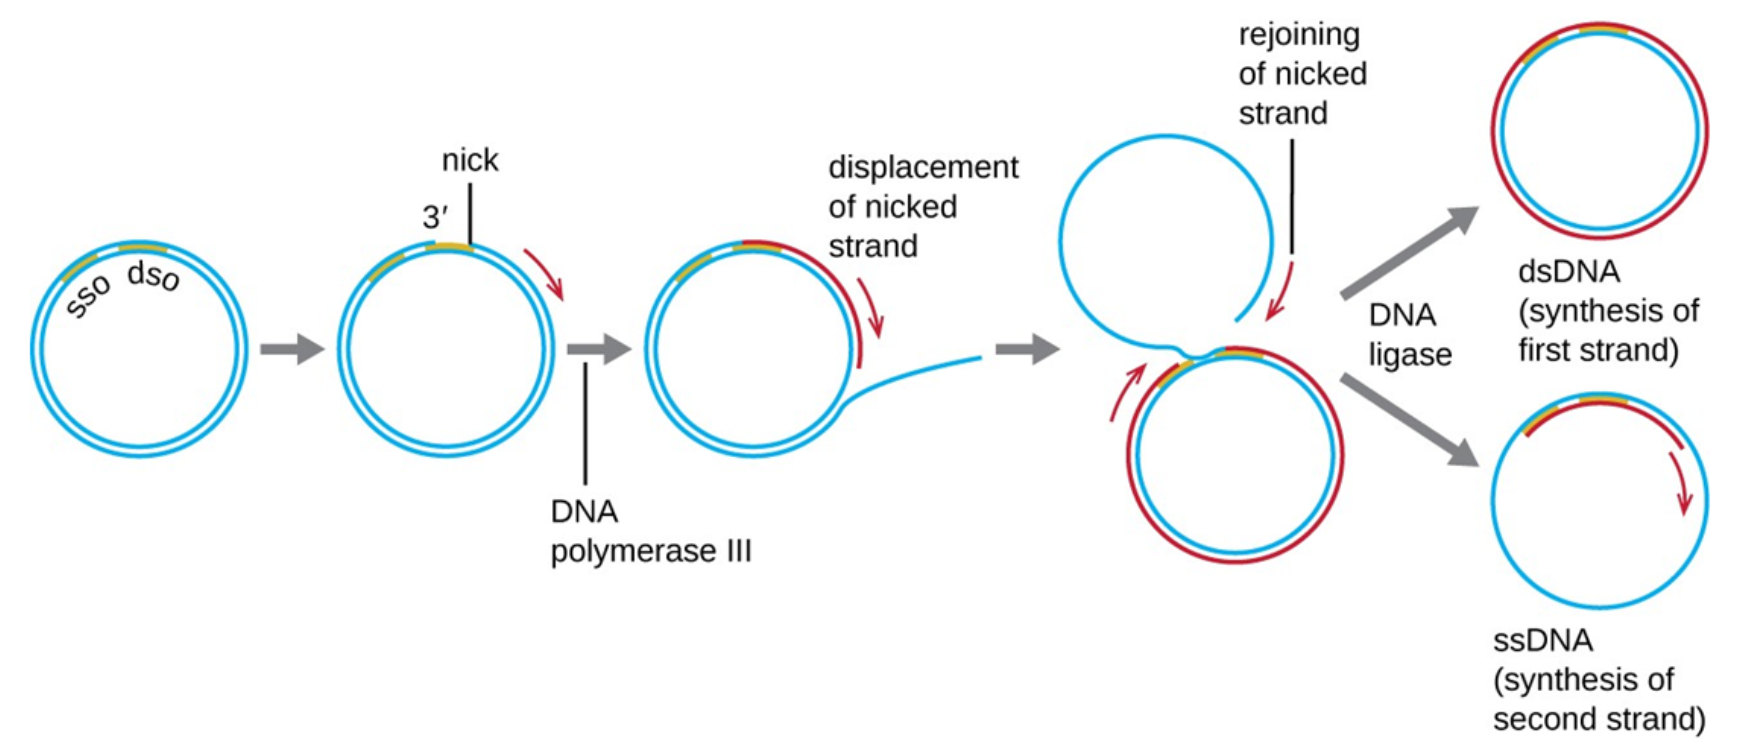 sso
dso
nick
3′
DNA
polymerase III
displacement
of nicked
strand
rejoining
of nicked
strand
DNA
ligase
dsDNA
(synthesis of
first strand)
ssDNA
(synthesis of
second strand)